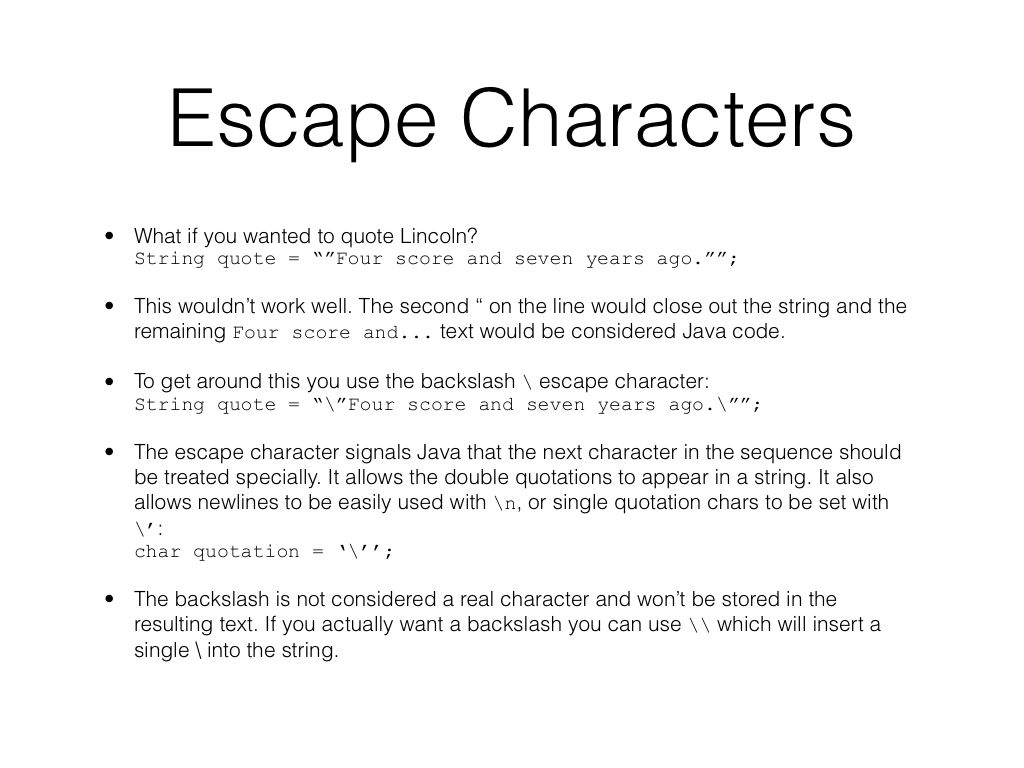 Escape Characters
• What if you wanted to quote Lincoln?
String quote = “”Four score and seven years ago.””;
• This wouldn’t work well. The second “ on the line would close out the string and the
remaining Four score and... text would be considered Java code.
• To get around this you use the backslash \ escape character:
String quote = “\”Four score and seven years ago.\””;
• The escape character signals Java that the next character in the sequence should
be treated specially. It allows the double quotations to appear in a string. It also
allows newlines to be easily used with \n, or single quotation chars to be set with
\’:
char quotation = ‘\’’;
• The backslash is not considered a real character and won’t be stored in the
resulting text. If you actually want a backslash you can use \\ which will insert a
single \ into the string.